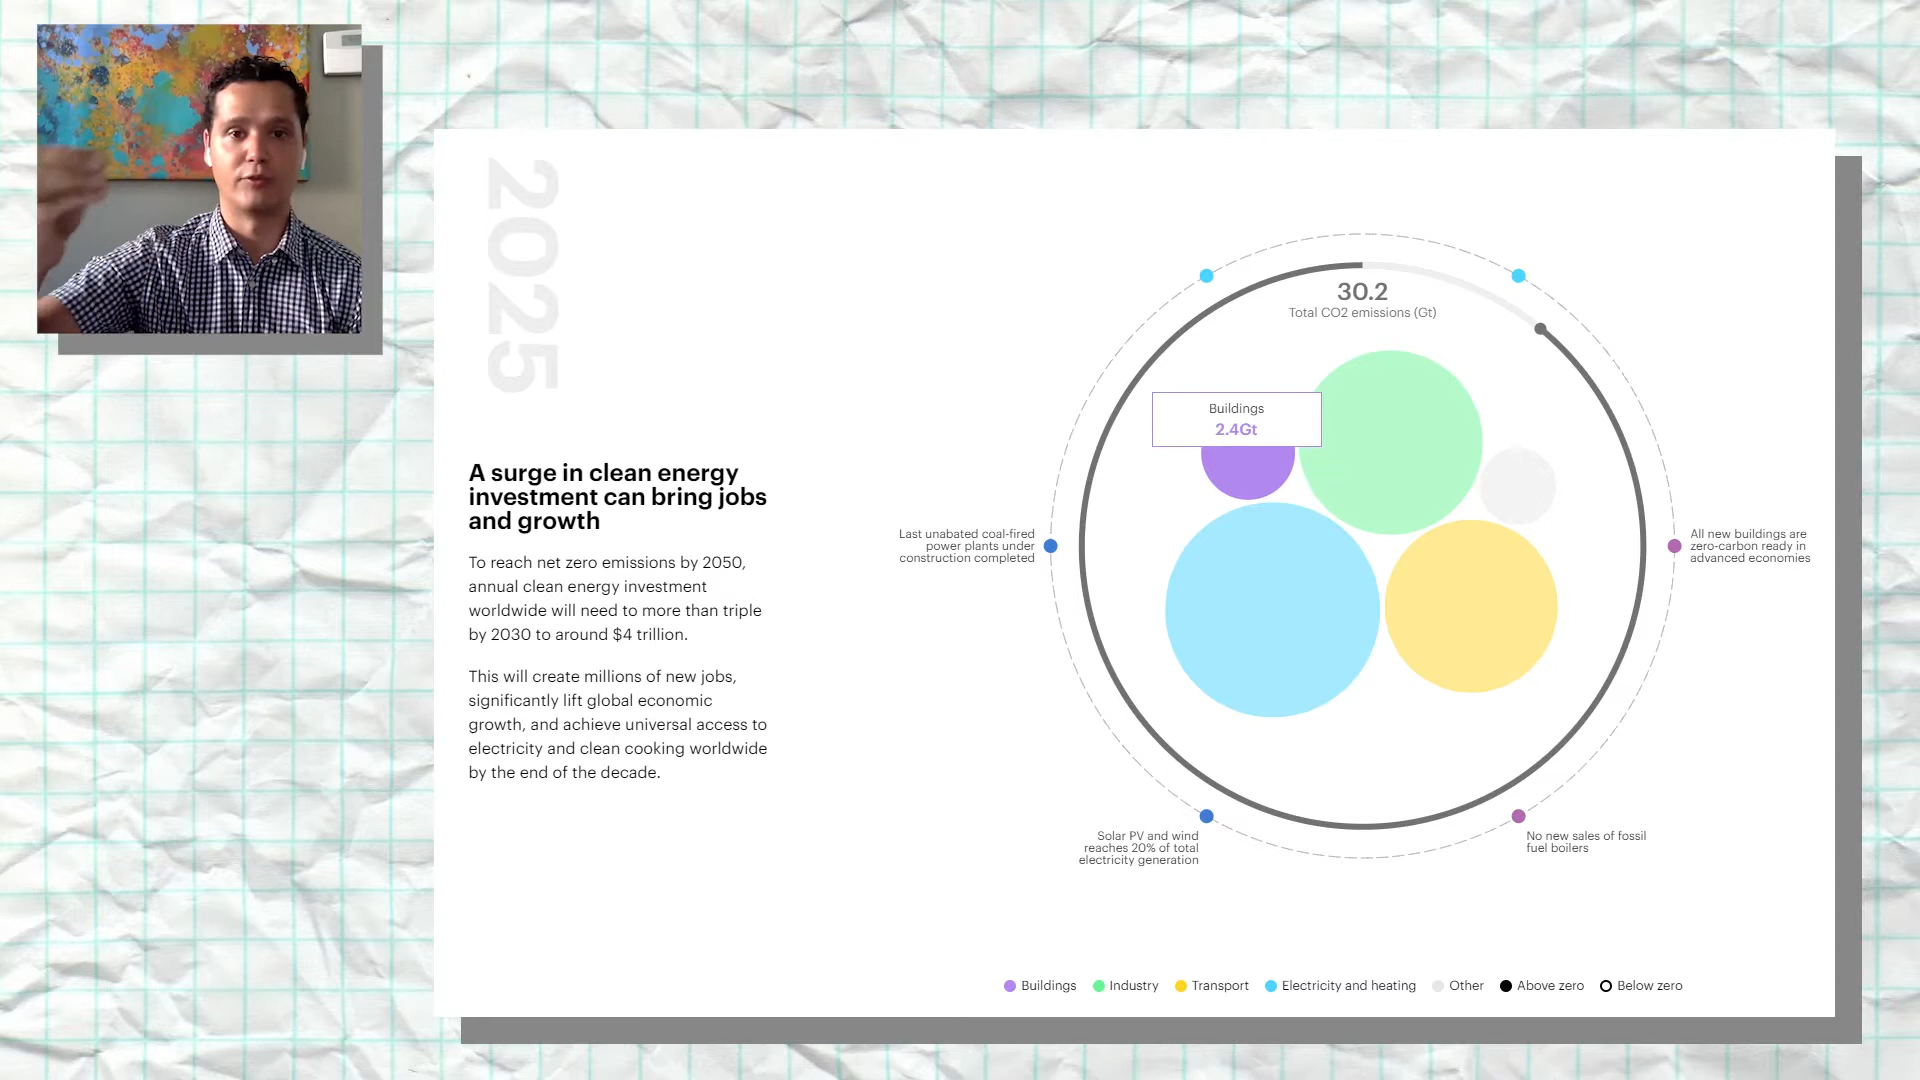 2025
A surge in clean energy
investment can bring jobs
and growth
To reach net zero emissions by 2050,
annual clean energy investment
worldwide will need to more than triple
by 2030 to around $4 trillion.
This will create millions of new jobs,
significantly lift global economic
growth, and achieve universal access to
electricity and clean cooking worldwide
by the end of the decade.
30.2
Total CO2 emissions (Gt)
Buildings
2.4Gt
Last unabated coal-fired
power plants under
construction completed
All new buildings are
zero-carbon ready in
advanced economies
Solar PV and wind
reaches 20% of total
electricity generation
No new sales of fossil
fuel boilers
Buildings Industry Transport Electricity and heating Other Above zero Below zero